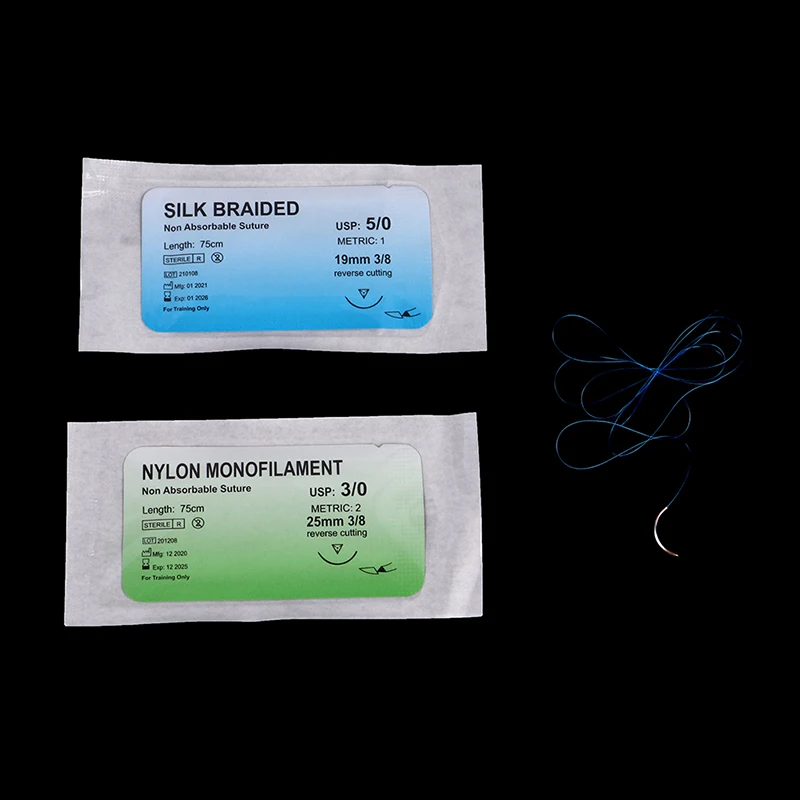 SILK BRAIDED
Non Absorbable Suture
USP: 5/0
Length: 75cm
METRIC: 1
STERILE R
19mm 3/8
reverse cutting
LOT 210108
Mfg: 01 2021
Exp: 01 2026
For Training Only
NYLON MONOFILAMENT
Non Absorbable Suture
USP: 3/0
Length: 75cm
METRIC: 2
STERILE R
25mm 3/8
reverse cutting
LOT 201208
Mfg: 12 2020
Exp: 12 2025
For Training Only